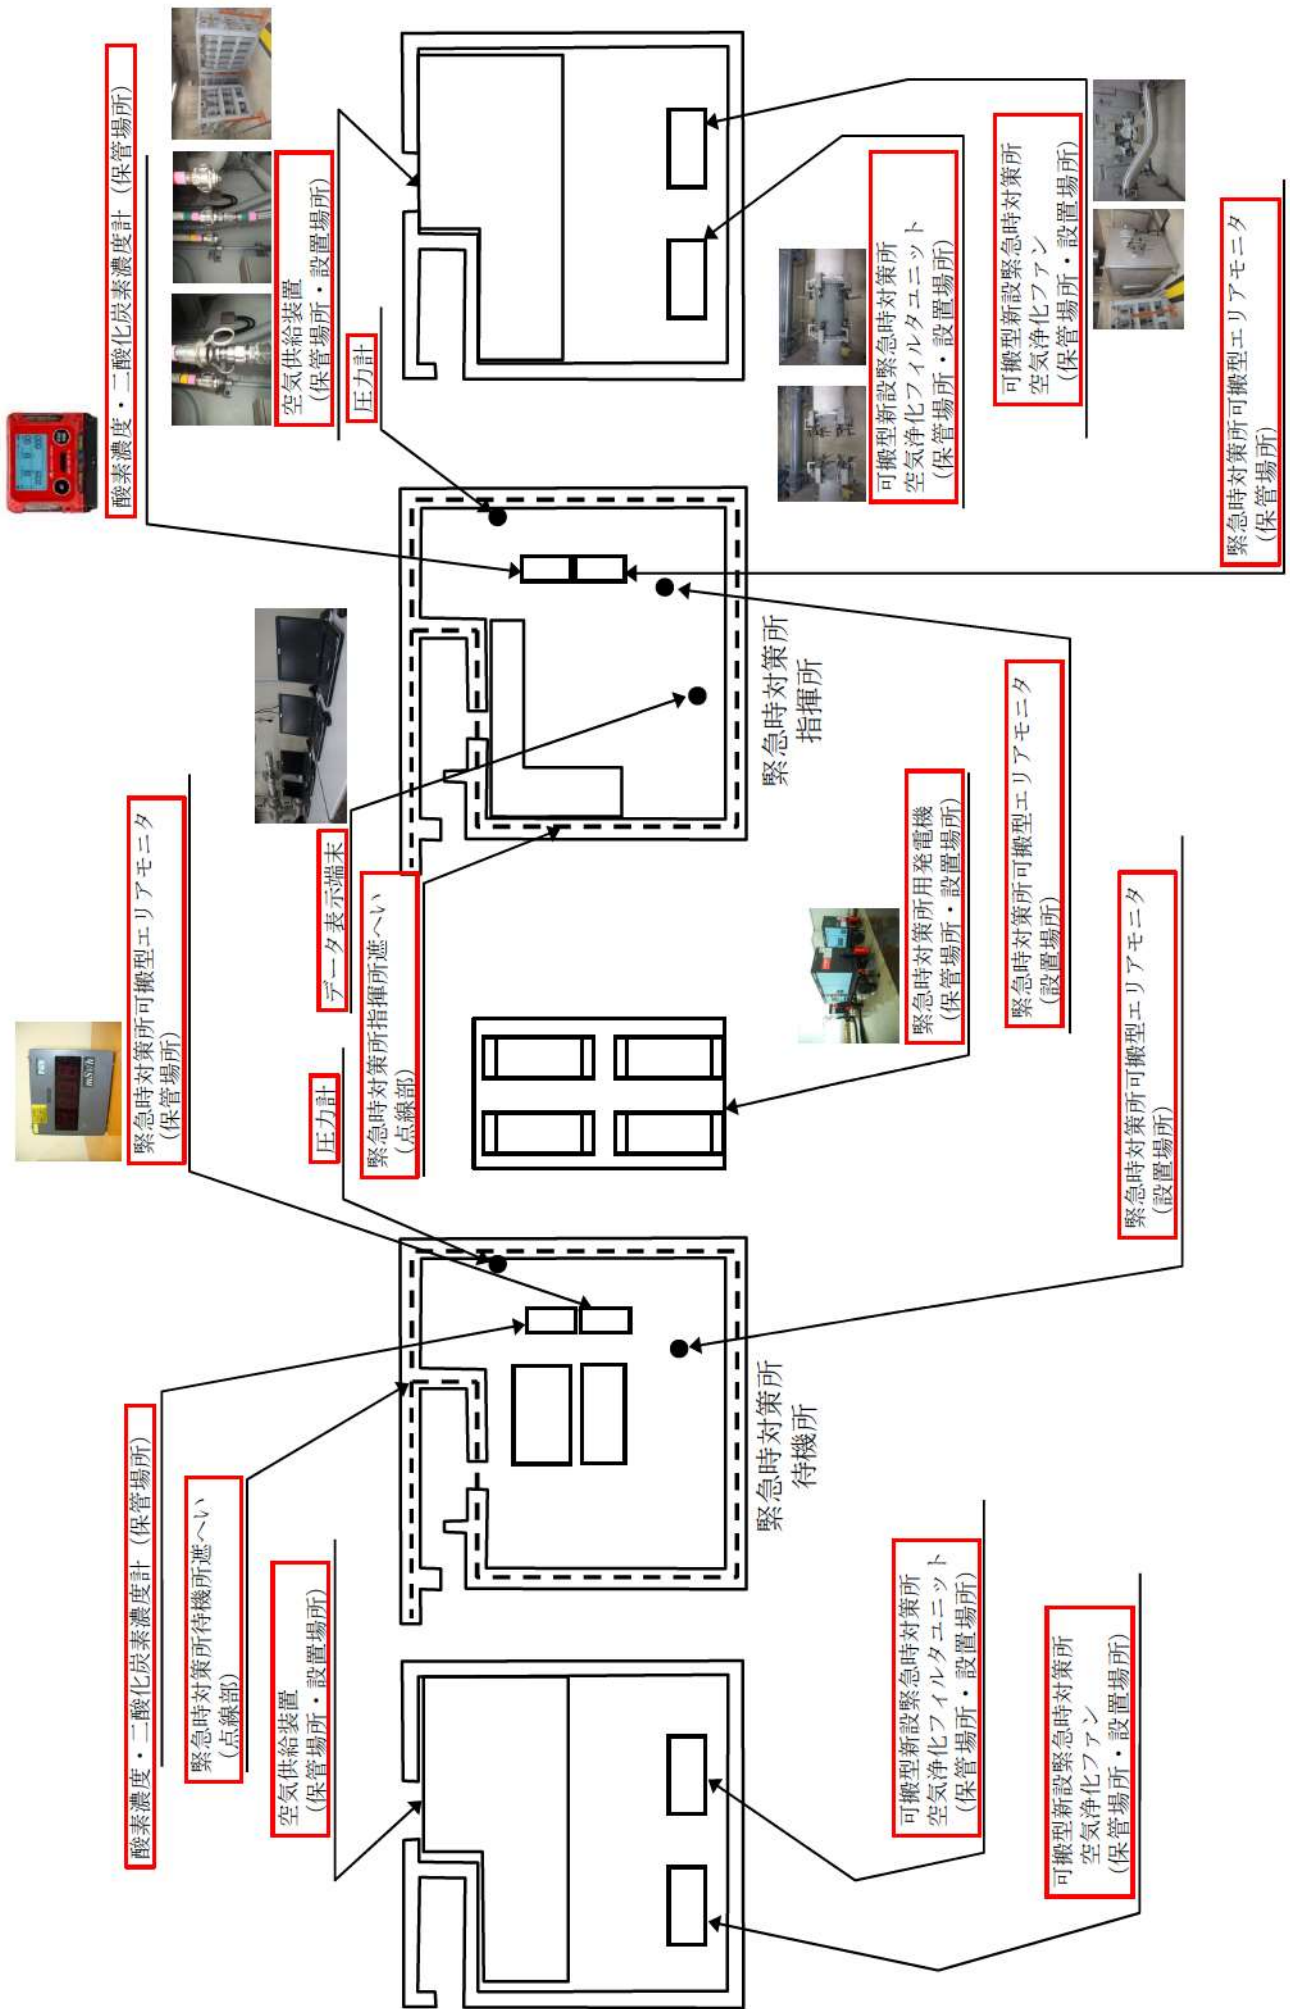 酸素濃度・二酸化炭素濃度計（保管場所）
緊急時対策所待機所遮へい
（点線部）
空気供給装置
（保管場所・設置場所）
緊急時対策所可搬型エリアモニタ
（保管場所）
圧力計
緊急時対策所指揮所遮へい
（点線部）
データ表示端末
酸素濃度・二酸化炭素濃度計（保管場所）
空気供給装置
（保管場所・設置場所）
圧力計
緊急時対策所
待機所
緊急時対策所
指揮所
可搬型新設緊急時対策所
空気浄化フィルタユニット
（保管場所・設置場所）
可搬型新設緊急時対策所
空気浄化ファン
（保管場所・設置場所）
緊急時対策所可搬型エリアモニタ
（設置場所）
緊急時対策所用発電機
（保管場所・設置場所）
緊急時対策所可搬型エリアモニタ
（設置場所）
可搬型新設緊急時対策所
空気浄化フィルタユニット
（保管場所・設置場所）
可搬型新設緊急時対策所
空気浄化ファン
（保管場所・設置場所）
緊急時対策所可搬型エリアモニタ
（保管場所）